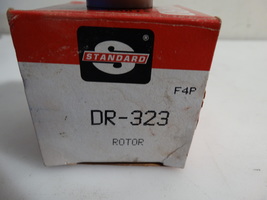 S
STANDARD
®
F4P
DR-323
ROTOR